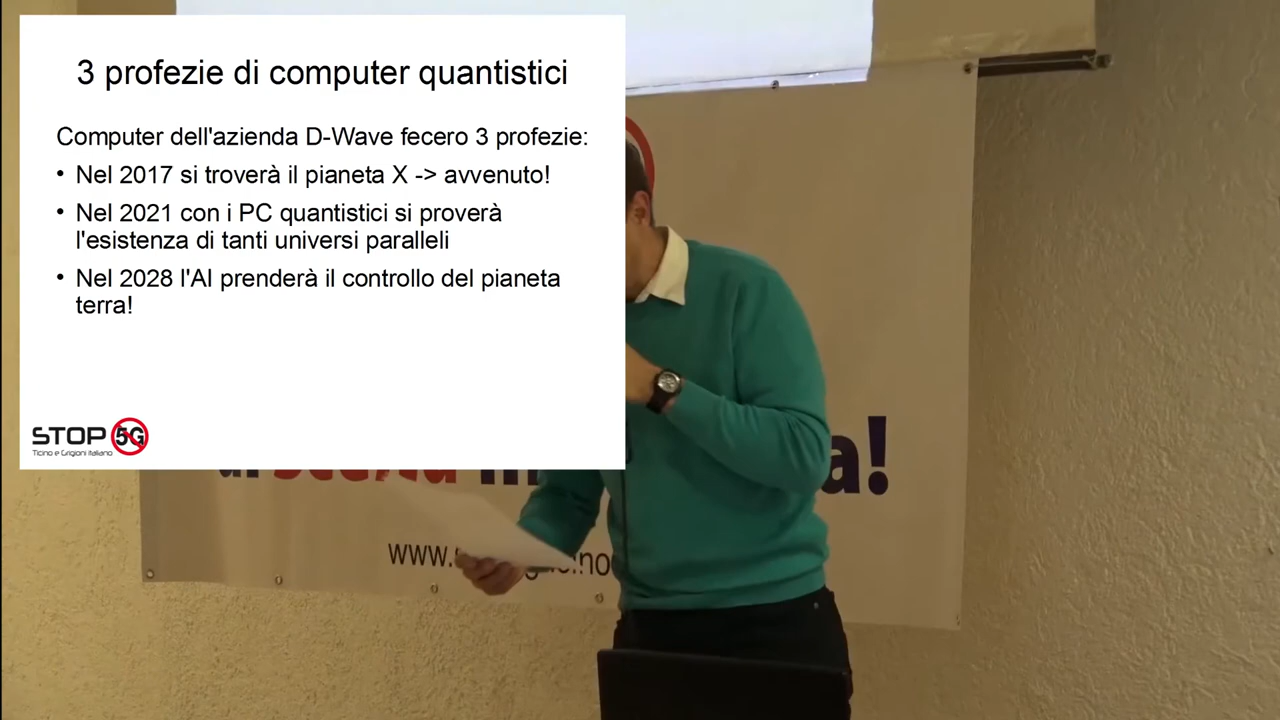 3 profezie di computer quantistici
Computer dell'azienda D-Wave fecero 3 profezie:
• Nel 2017 si troverà il pianeta X -> avvenuto!
• Nel 2021 con i PC quantistici si proverà
l'esistenza di tanti universi paralleli
• Nel 2028 l'AI prenderà il controllo del pianeta
terra!
STOP 5G
Ticino e Grigioni italiano
a!
www.